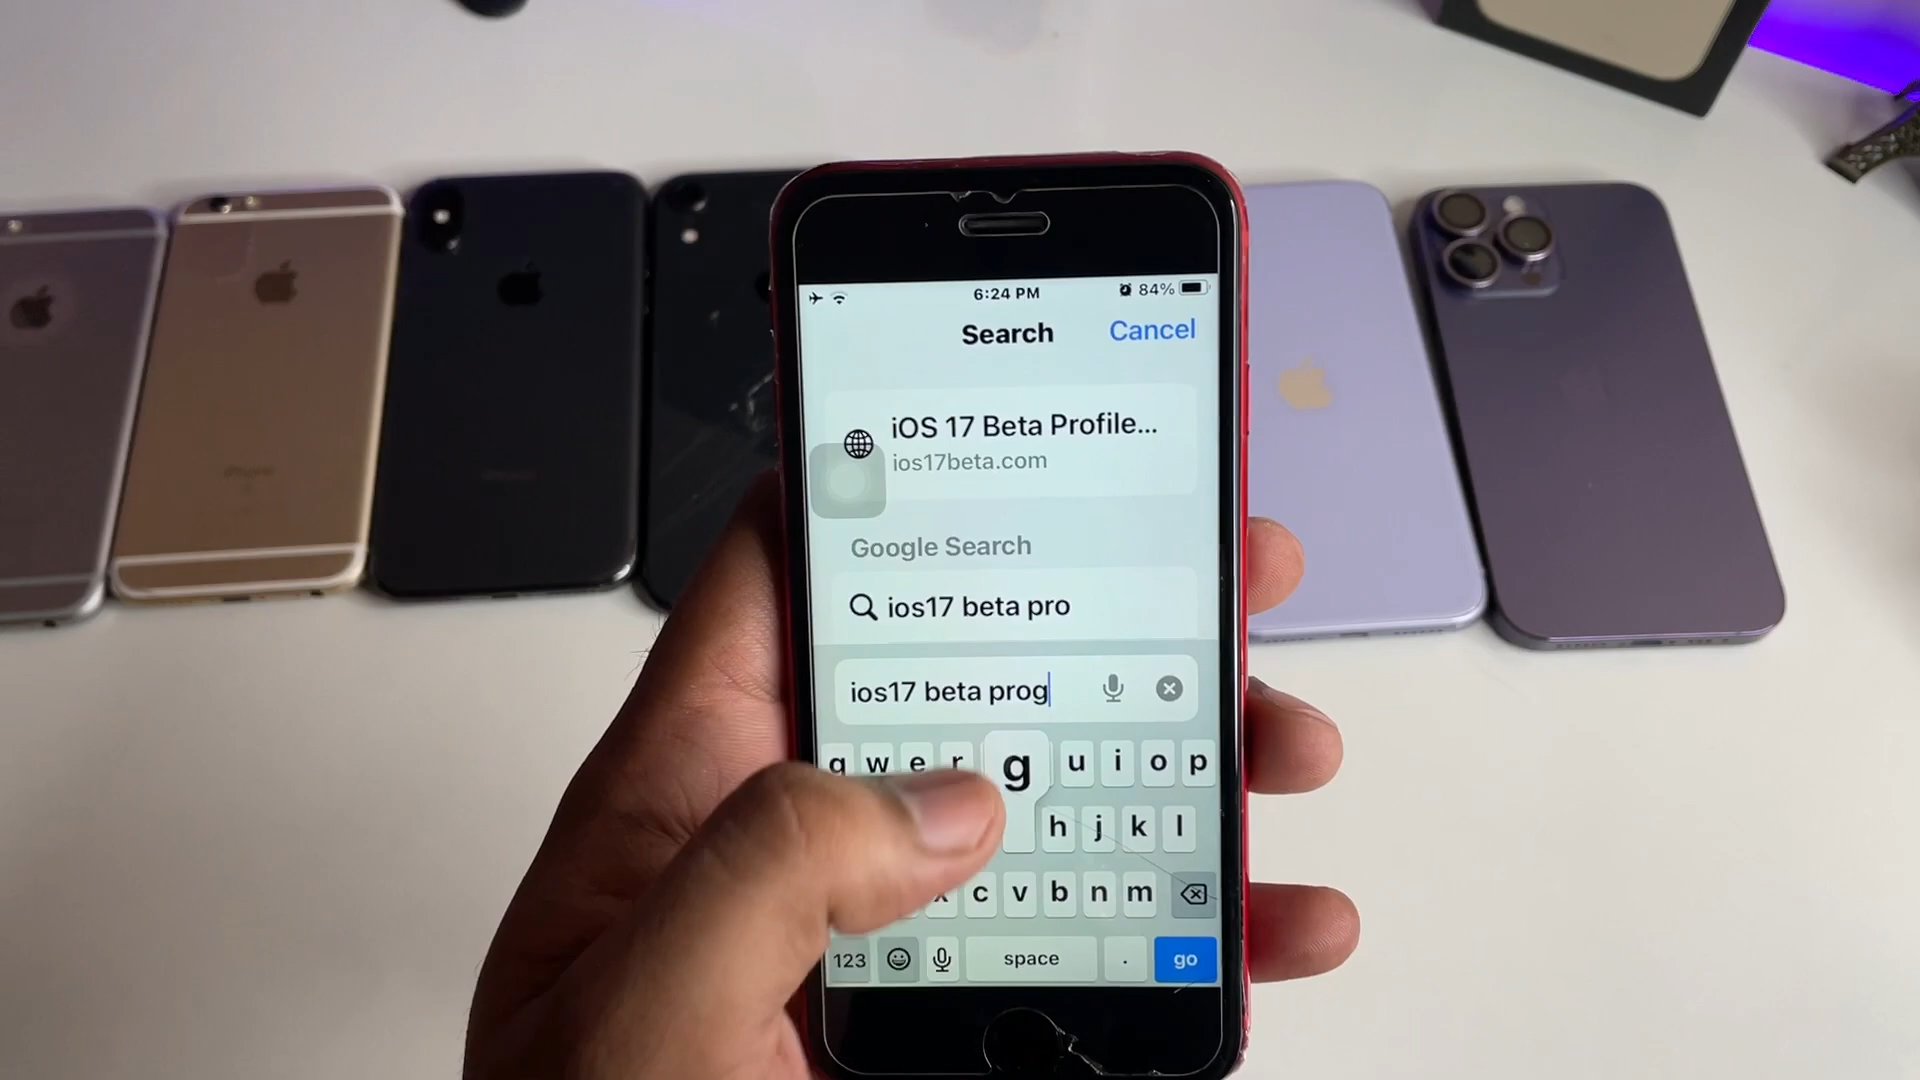 6:24 PM
84%
Search
Cancel
iOS 17 Beta Profile...
ios17beta.com
Google Search
ios17 beta pro
ios17 beta prog
q w e r g u i o p
h j k l
x c v b n m
123
space
.
go
iPhone